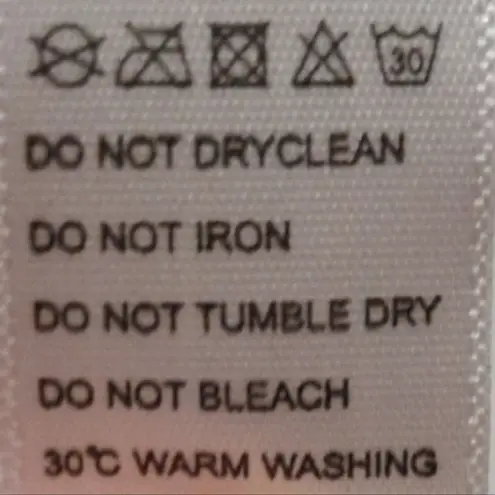 30
DO NOT DRYCLEAN
DO NOT IRON
DO NOT TUMBLE DRY
DO NOT BLEACH
30℃ WARM WASHING